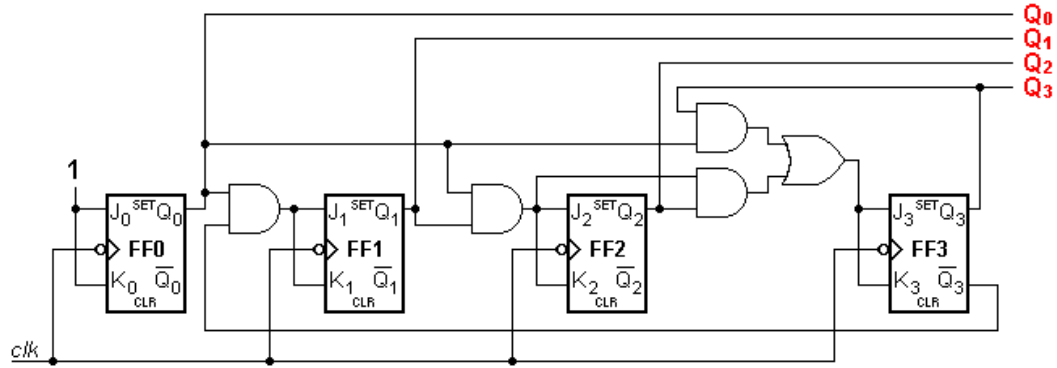 Q₀
Q₁
Q₂
Q₃
1
J₀ SET Q₀
FF0
K₀ Q̅₀
CLR
J₁ SET Q₁
FF1
K₁ Q̅₁
CLR
J₂ SET Q₂
FF2
K₂ Q̅₂
CLR
J₃ SET Q₃
FF3
K₃ Q̅₃
CLR
clk